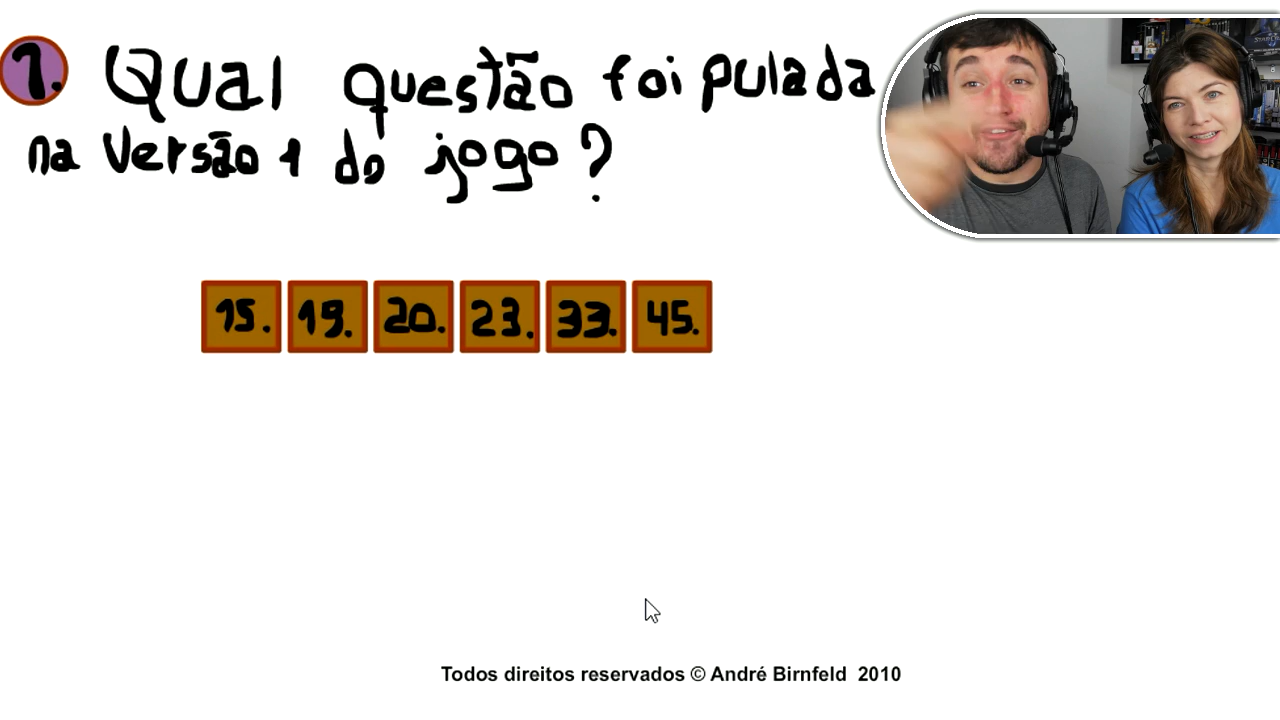 1. Qual questão foi pulada
na versão 1 do jogo?
15. 19. 20. 23. 33. 45.
Todos direitos reservados © André Birnfeld 2010